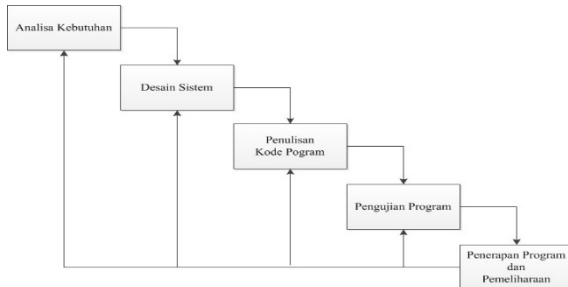 Analisa Kebutuhan
Desain Sistem
Penulisan
Kode Pogram
Pengujian Program
Penerapan Program
dan
Pemeliharaan